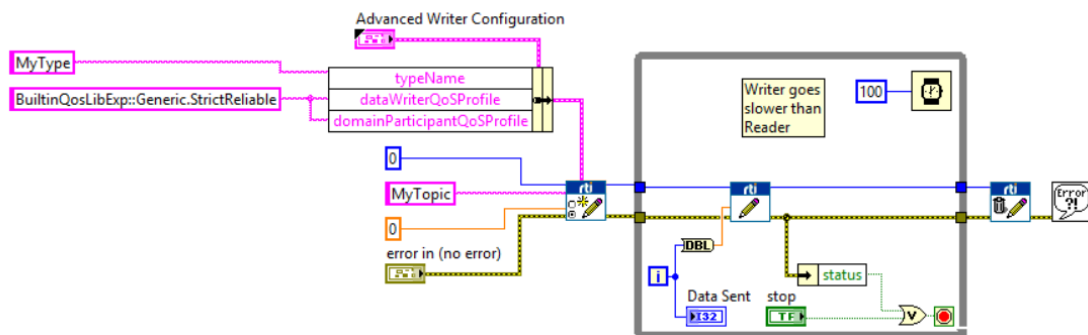 Advanced Writer Configuration
MyType
typeName
BuiltinQosLibExp::Generic.StrictReliable
dataWriterQoSProfile
domainParticipantQoSProfile
Writer goes
slower than
Reader
100
0
rti
rti
rti
MyTopic
Error
?!
0
error in (no error)
DBL
i
status
Data Sent
stop
I32
TF
V